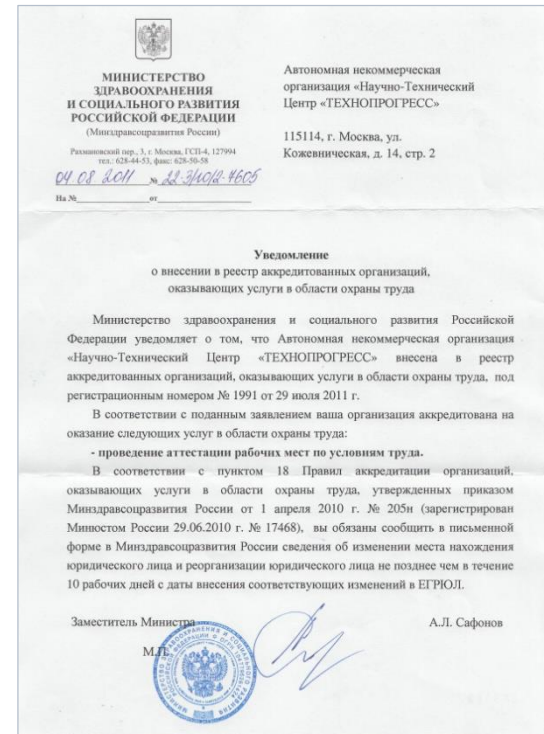 МИНИСТЕРСТВО
ЗДРАВООХРАНЕНИЯ
И СОЦИАЛЬНОГО РАЗВИТИЯ
РОССИЙСКОЙ ФЕДЕРАЦИИ
(Минздравсоцразвития России)
Рахмановский пер., 3, г. Москва, ГСП-4, 127994
тел.: 628-44-53, факс: 628-50-58
04 08 2011 № 22-3/10/2-7605
На № от
Автономная некоммерческая
организация «Научно-Технический
Центр «ТЕХНОПРОГРЕСС»
115114, г. Москва, ул.
Кожевническая, д. 14, стр. 2
Уведомление
о внесении в реестр аккредитованных организаций,
оказывающих услуги в области охраны труда
Министерство здравоохранения и социального развития Российской
Федерации уведомляет о том, что Автономная некоммерческая организация
«Научно-Технический Центр «ТЕХНОПРОГРЕСС» внесена в реестр
аккредитованных организаций, оказывающих услуги в области охраны труда, под
регистрационным номером № 1991 от 29 июля 2011 г.
В соответствии с поданным заявлением ваша организация аккредитована на
оказание следующих услуг в области охраны труда:
- проведение аттестации рабочих мест по условиям труда.
В соответствии с пунктом 18 Правил аккредитации организаций,
оказывающих услуги в области охраны труда, утвержденных приказом
Минздравсоцразвития России от 1 апреля 2010 г. № 205н (зарегистрирован
Минюстом России 29.06.2010 г. № 17468), вы обязаны сообщить в письменной
форме в Минздравсоцразвития России сведения об изменении места нахождения
юридического лица и реорганизации юридического лица не позднее чем в течение
10 рабочих дней с даты внесения соответствующих изменений в ЕГРЮЛ.
Заместитель Министра А.Л. Сафонов
М.П.